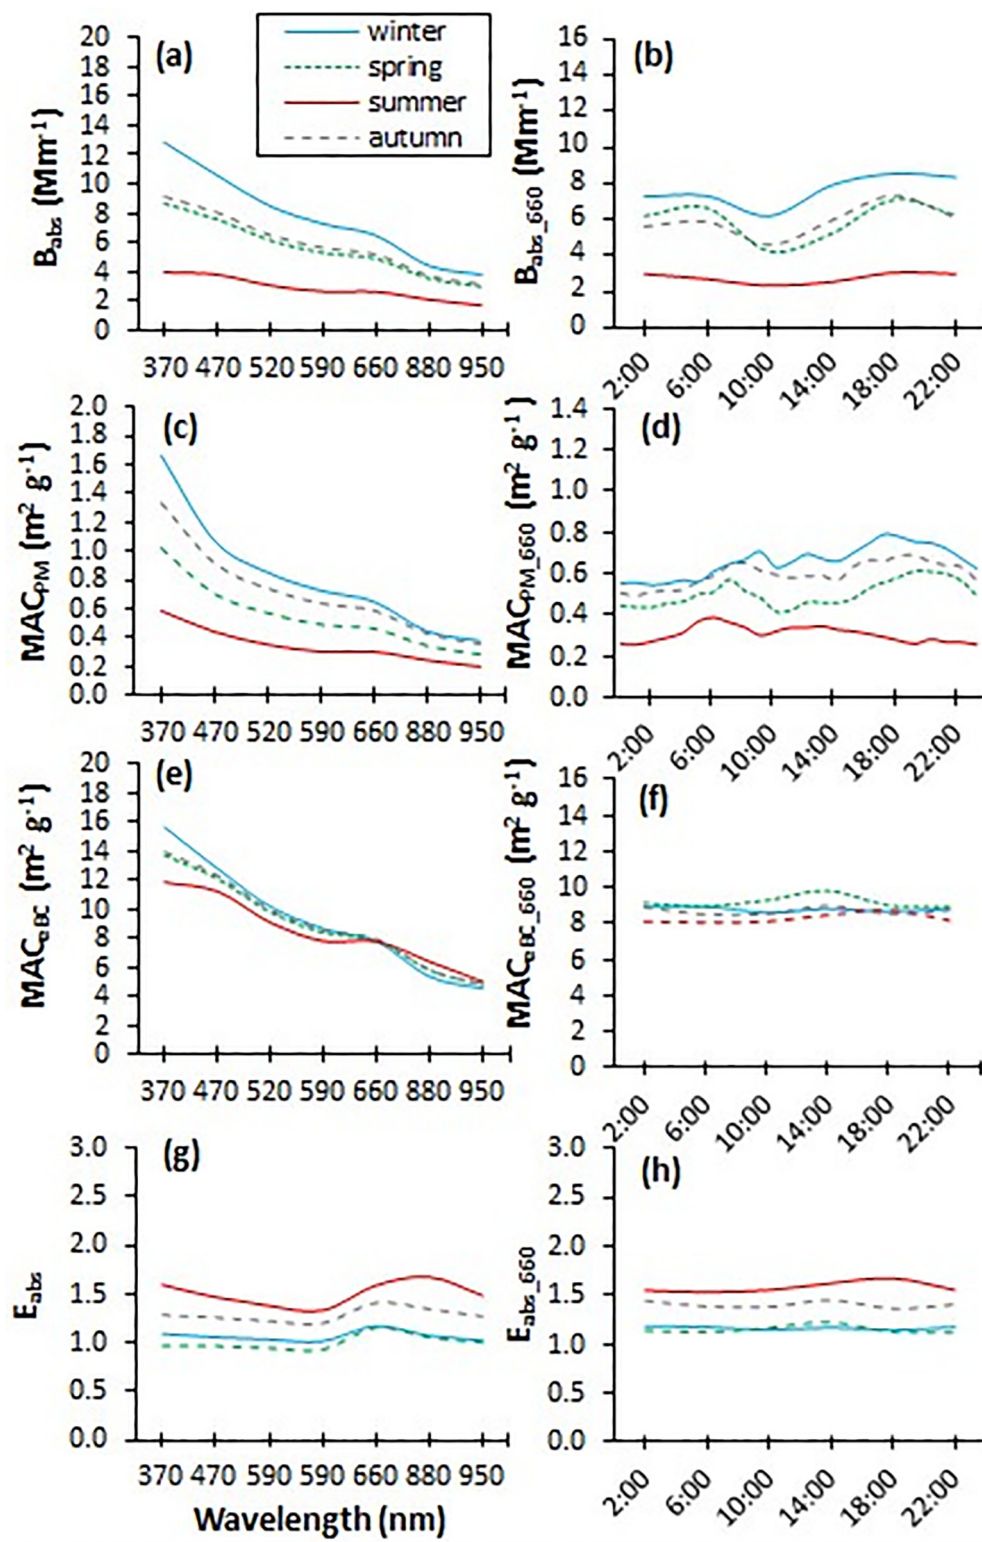 winter
spring
summer
autumn
(a)
Babs (Mm-1)
20
18
16
14
12
10
8
6
4
2
0
370 470 520 590 660 880 950
(b)
Babs_660 (Mm-1)
16
14
12
10
8
6
4
2
0
2:00 6:00 10:00 14:00 18:00 22:00
(c)
MACPM (m2 g-1)
2.0
1.8
1.6
1.4
1.2
1.0
0.8
0.6
0.4
0.2
0.0
370 470 520 590 660 880 950
(d)
MACPM_660 (m2 g-1)
1.4
1.2
1.0
0.8
0.6
0.4
0.2
0.0
2:00 6:00 10:00 14:00 18:00 22:00
(e)
MACeBC (m2 g-1)
20
18
16
14
12
10
8
6
4
2
0
370 470 520 590 660 880 950
(f)
MACeBC_660 (m2 g-1)
16
14
12
10
8
6
4
2
0
2:00 6:00 10:00 14:00 18:00 22:00
(g)
Eabs
3.0
2.5
2.0
1.5
1.0
0.5
0.0
370 470 590 590 660 880 950
Wavelength (nm)
(h)
Eabs_660
3.0
2.5
2.0
1.5
1.0
0.5
0.0
2:00 6:00 10:00 14:00 18:00 22:00